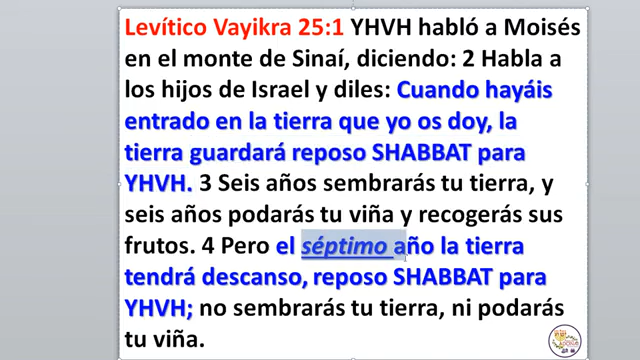 Levítico Vayikra 25:1 YHVH habló a Moisés
en el monte de Sinaí, diciendo: 2 Habla a
los hijos de Israel y diles: Cuando hayáis
entrado en la tierra que yo os doy, la
tierra guardará reposo SHABBAT para
YHVH. 3 Seis años sembrarás tu tierra, y
seis años podarás tu viña y recogerás sus
frutos. 4 Pero el séptimo año la tierra
tendrá descanso, reposo SHABBAT para
YHVH; no sembrarás tu tierra, ni podarás
tu viña.